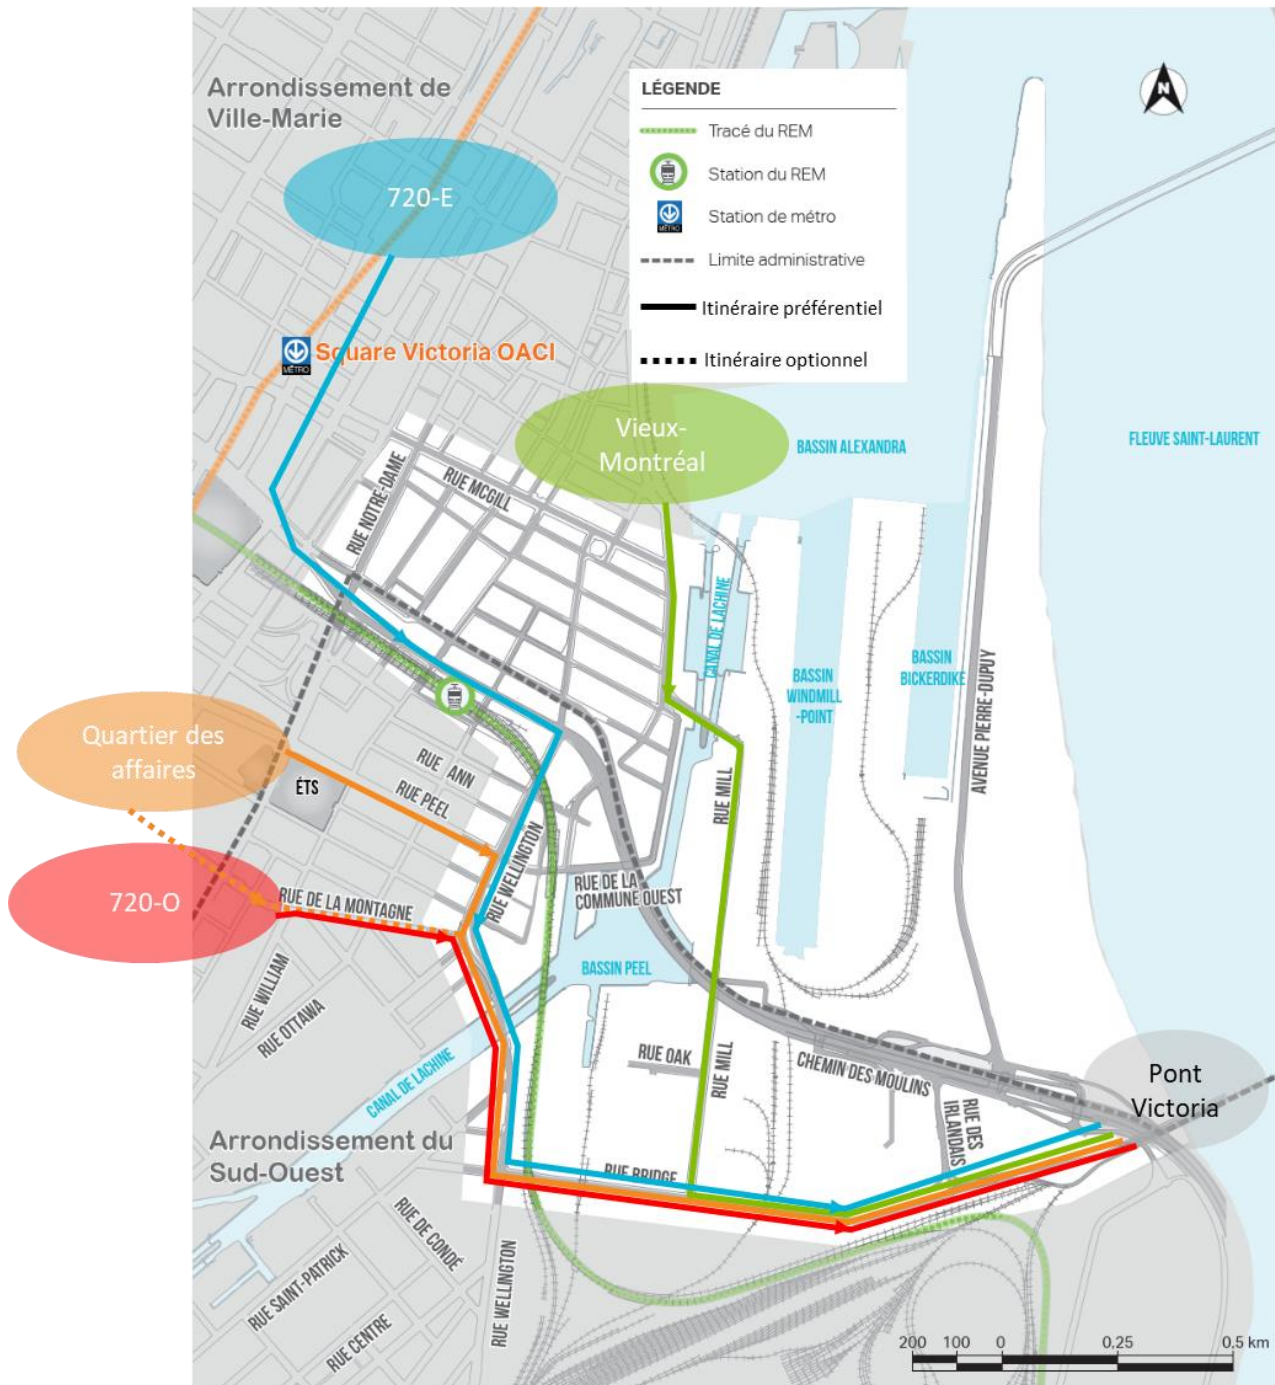 Arrondissement de
Ville-Marie
720-E
Square Victoria OACI
MÉTRO
LÉGENDE
Tracé du REM
Station du REM
Station de métro
MÉTRO
Limite administrative
Itinéraire préférentiel
Itinéraire optionnel
N
Vieux-
Montréal
BASSIN ALEXANDRA
FLEUVE SAINT-LAURENT
RUE NOTRE-DAME
RUE MCGILL
CANAL DE LACHINE
BASSIN
WINDMILL
-POINT
BASSIN
BICKERDIKE
AVENUE PIERRE-DUPUY
Quartier des
affaires
ÉTS
RUE ANN
RUE PEEL
RUE MILL
RUE WELLINGTON
RUE DE LA
COMMUNE OUEST
720-O
RUE DE LA MONTAGNE
BASSIN PEEL
RUE WILLIAM
RUE OTTAWA
CANAL DE LACHINE
RUE OAK
RUE MILL
CHEMIN DES MOULINS
RUE DES
IRLANDAIS
Pont
Victoria
Arrondissement du
Sud-Ouest
RUE BRIDGE
RUE DE CONDÉ
RUE SAINT-PATRICK
RUE CENTRE
RUE WELLINGTON
200 100 0 0,25 0,5 km